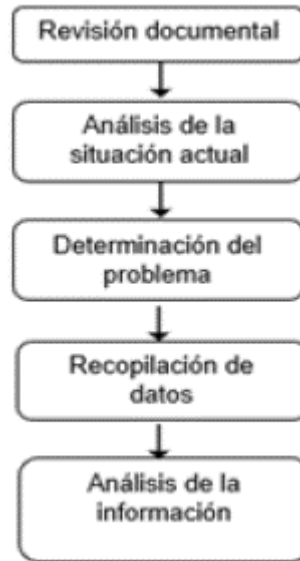 Revisión documental
Análisis de la
situación actual
Determinación del
problema
Recopilación de
datos
Análisis de la
información